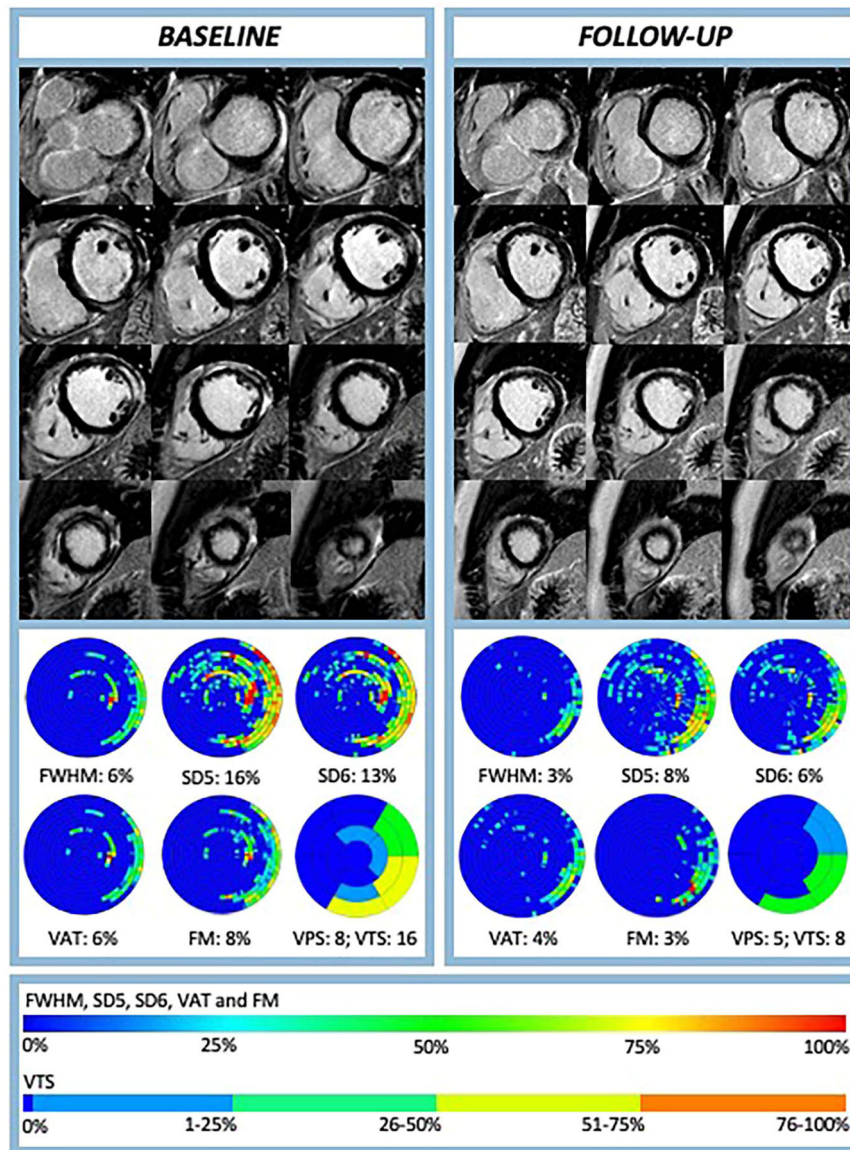 BASELINE
FOLLOW-UP
FWHM: 6%
SD5: 16%
SD6: 13%
FWHM: 3%
SD5: 8%
SD6: 6%
VAT: 6%
FM: 8%
VPS: 8; VTS: 16
VAT: 4%
FM: 3%
VPS: 5; VTS: 8
FWHM, SD5, SD6, VAT and FM
0% 25% 50% 75% 100%
VTS
0% 1-25% 26-50% 51-75% 76-100%